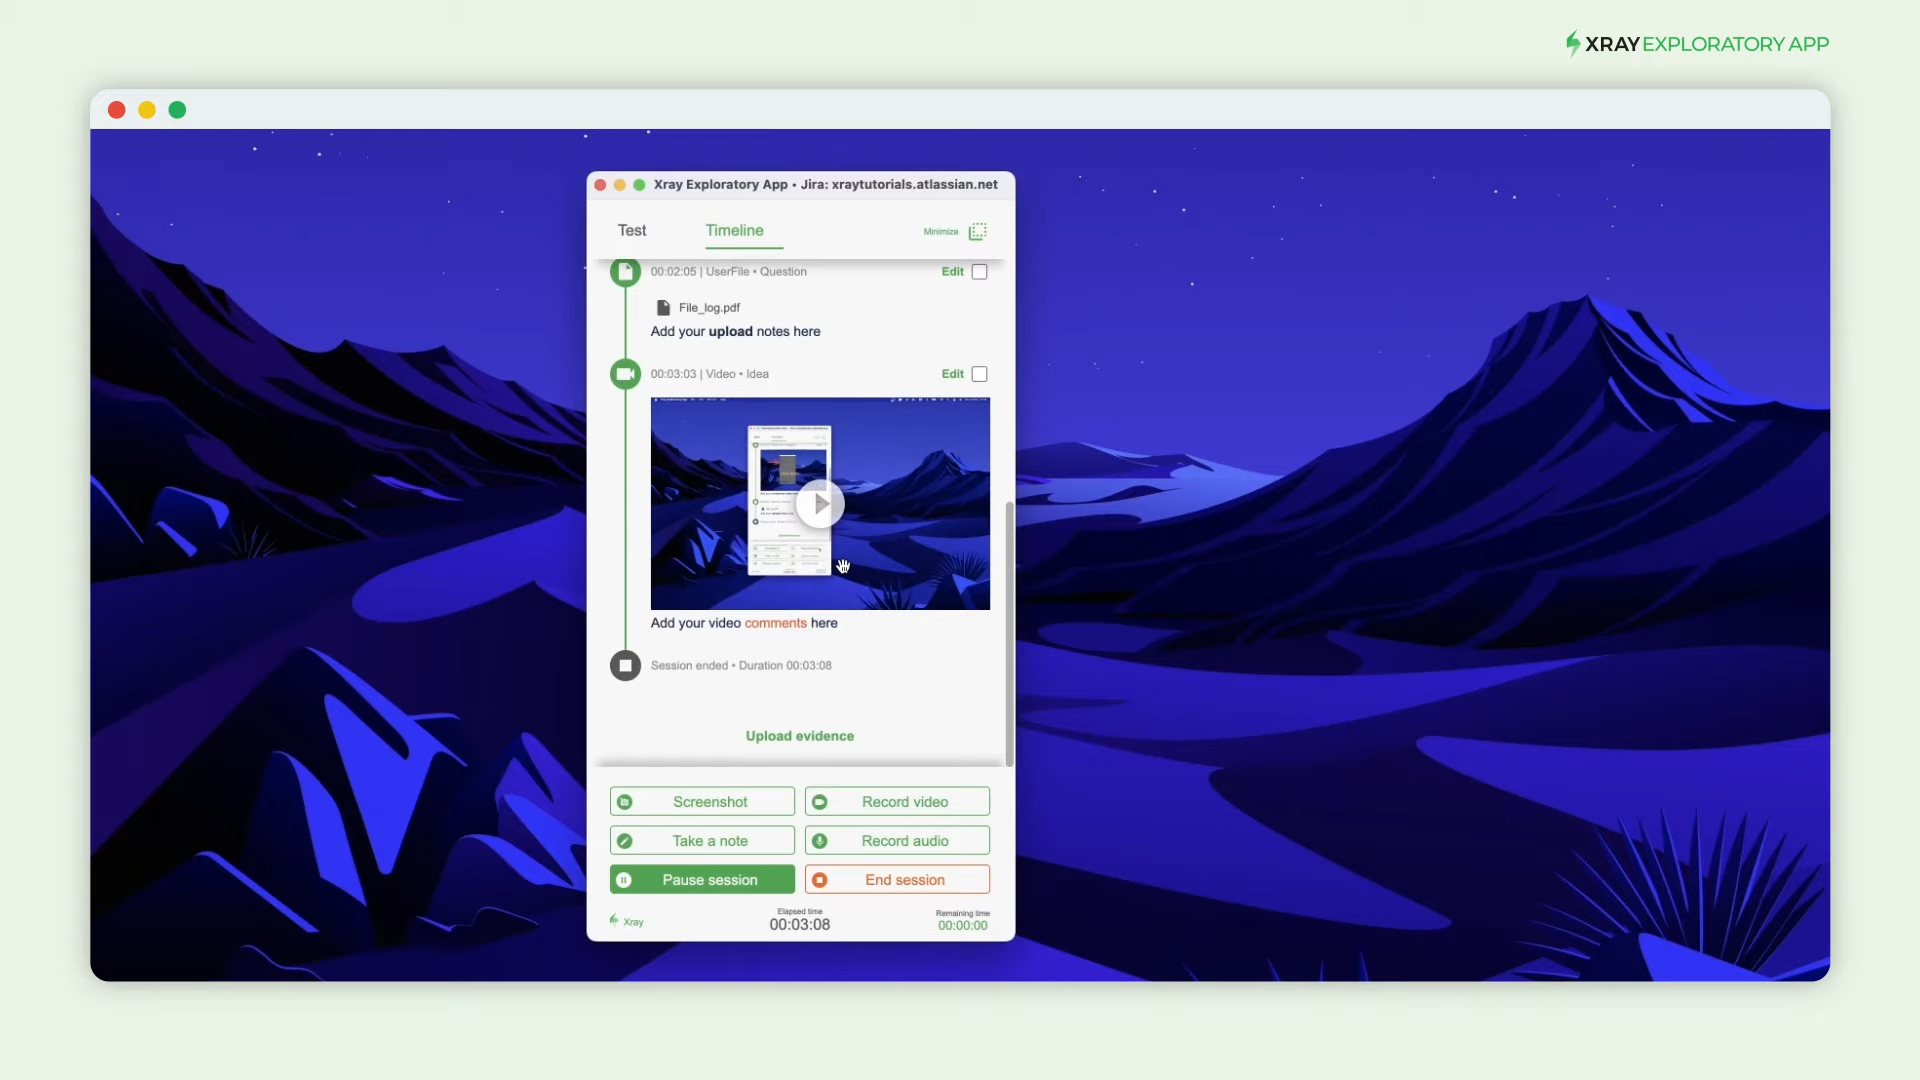 XRAY EXPLORATORY APP
Xray Exploratory App • Jira: xraytutorials.atlassian.net
Test
Timeline
Minimize
00:02:05 | UserFile • Question
Edit
File_log.pdf
Add your upload notes here
00:03:03 | Video • Idea
Edit
Add your video comments here
Session ended • Duration 00:03:08
Upload evidence
Screenshot
Record video
Take a note
Record audio
Pause session
End session
Xray
Elapsed time
00:03:08
Remaining time
00:00:00